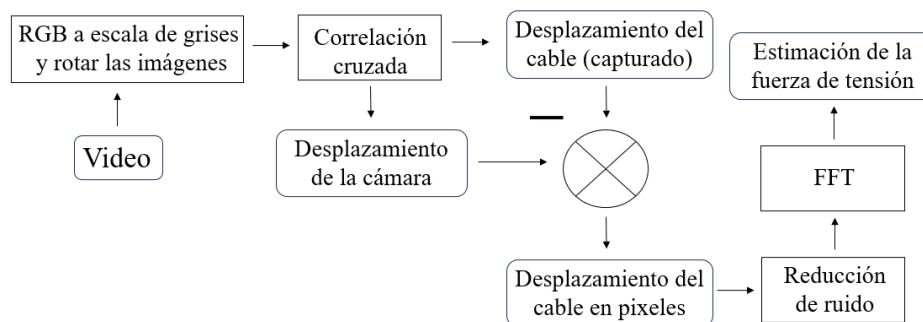 RGB a escala de grises
y rotar las imágenes
Correlación
cruzada
Desplazamiento del
cable (capturado)
Estimación de la
fuerza de tensión
Video
Desplazamiento
de la cámara
FFT
Desplazamiento del
cable en pixeles
Reducción
de ruido